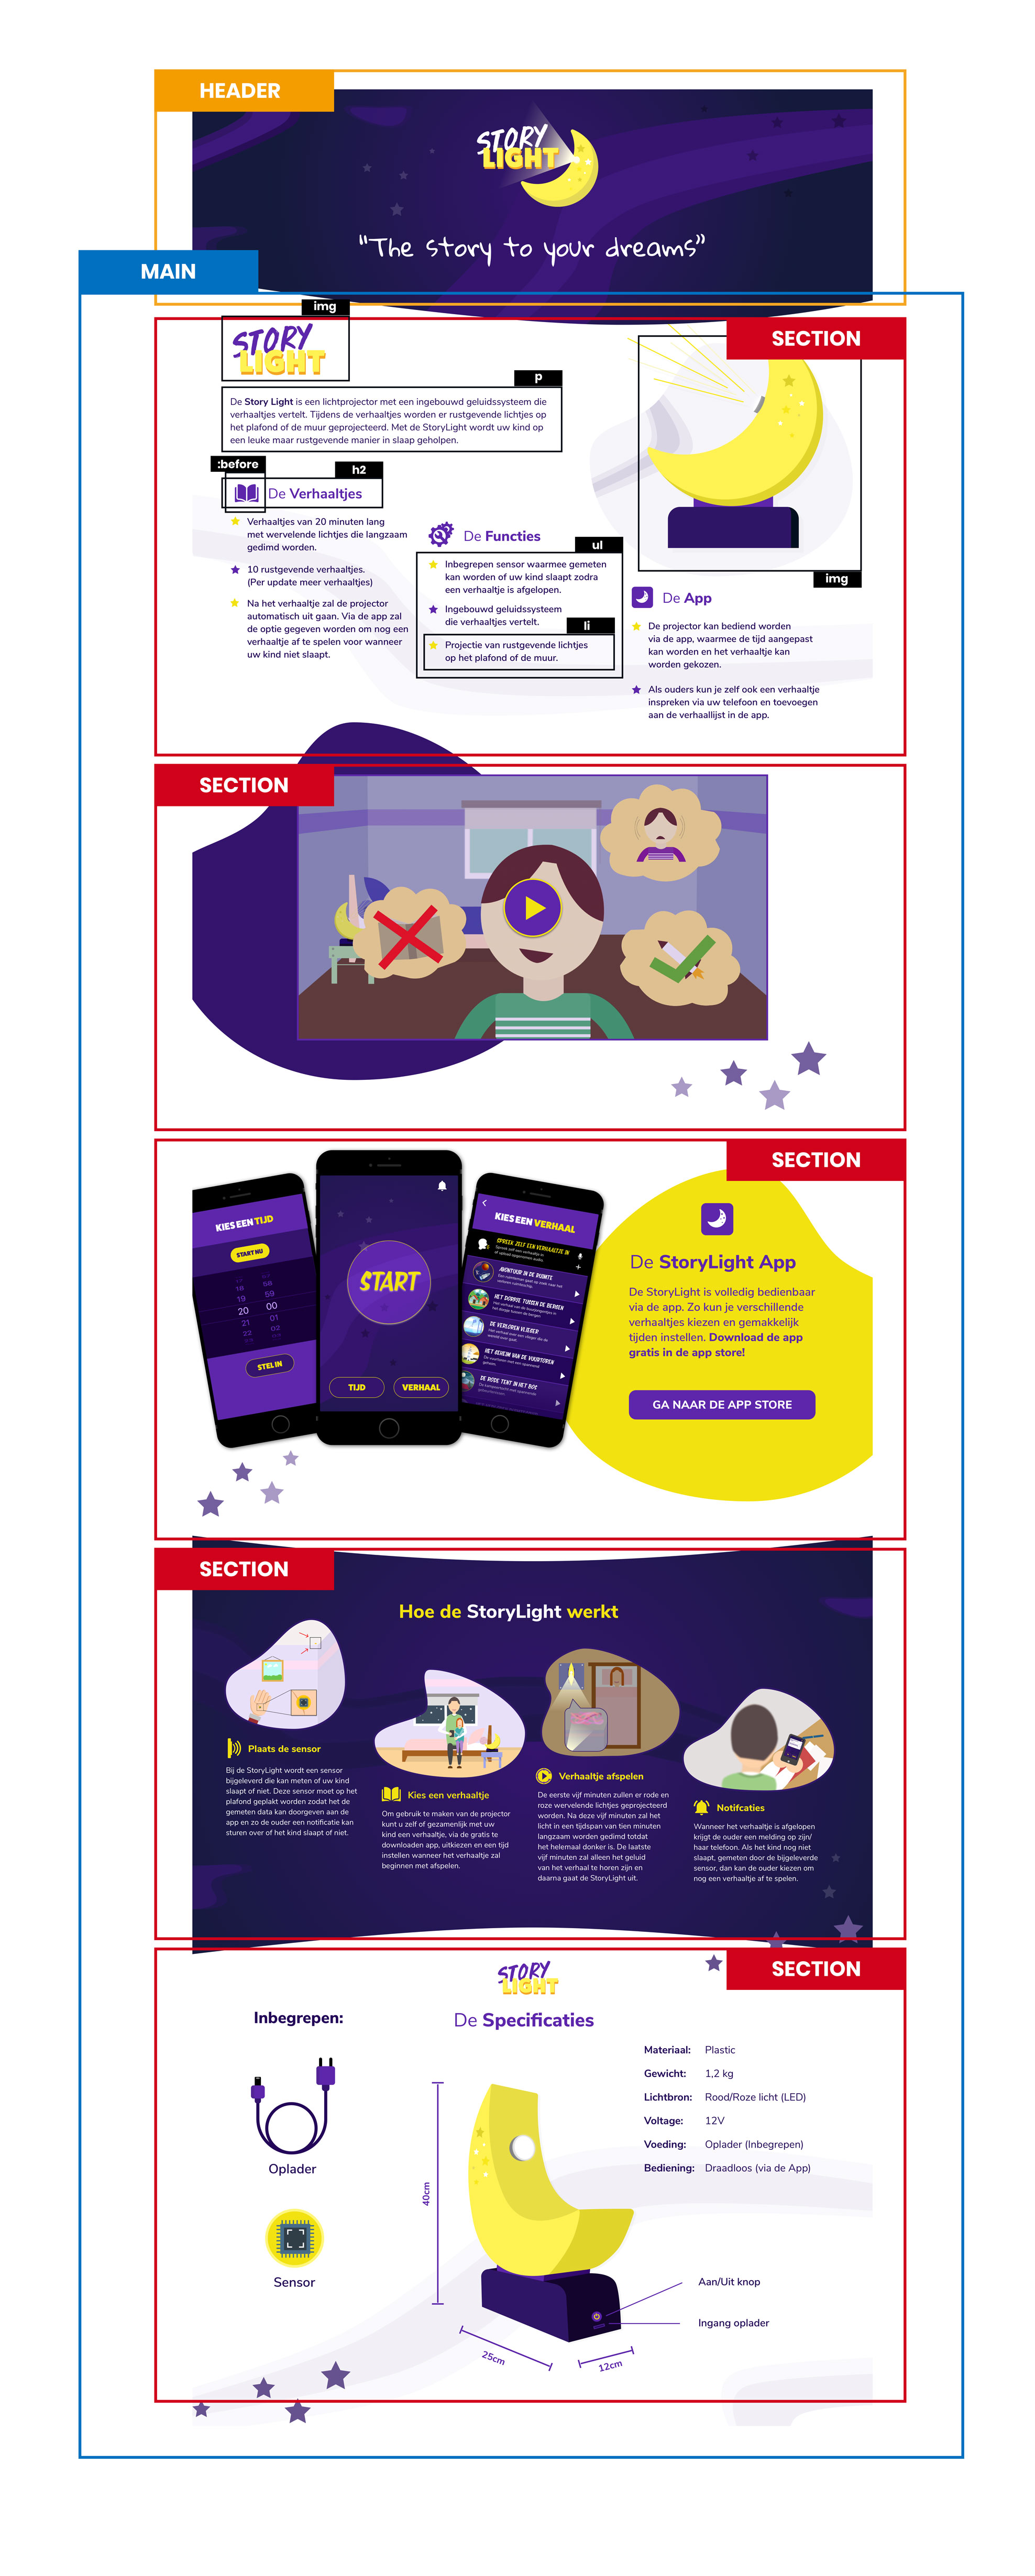 HEADER
STORY
LIGHT
"The story to your dreams"
MAIN
img
SECTION
STORY
LIGHT
p
De Story Light is een lichtprojector met een ingebouwd geluidssysteem die
verhaaltjes vertelt. Tijdens de verhaaltjes worden er rustgevende lichtjes op
het plafond of de muur geprojecteerd. Met de StoryLight wordt uw kind op
een leuke maar rustgevende manier in slaap geholpen.
:before
h2
De Verhaaltjes
Verhaaltjes van 20 minuten lang
met wervelende lichtjes die langzaam
gedimd worden.
10 rustgevende verhaaltjes.
(Per update meer verhaaltjes)
Na het verhaaltje zal de projector
automatisch uit gaan. Via de app zal
de optie gegeven worden om nog een
verhaaltje af te spelen voor wanneer
uw kind niet slaapt.
De Functies
ul
Inbegrepen sensor waarmee gemeten
kan worden of uw kind slaapt zodra
een verhaaltje is afgelopen.
Ingebouwd geluidssysteem
die verhaaltjes vertelt.
li
Projectie van rustgevende lichtjes
op het plafond of de muur.
img
De App
De projector kan bediend worden
via de app, waarmee de tijd aangepast
kan worden en het verhaaltje kan
worden gekozen.
Als ouders kun je zelf ook een verhaaltje
inspreken via uw telefoon en toevoegen
aan de verhaallijst in de app.
SECTION
SECTION
KIES EEN TIJD
START NU
18 58
19 59
20 00
21 01
22 02
STEL IN
START
TIJD
VERHAAL
KIES EEN VERHAAL
SPREEK ZELF EEN VERHAALTJE IN
AVONTUUR IN DE RUIMTE
HET DORPJE TUSSEN DE BERGEN
DE VERLOREN VLIEGER
HET GEHEIM VAN DE VUURTOREN
DE RODE TENT IN HET BOS
De StoryLight App
De StoryLight is volledig bedienbaar
via de app. Zo kun je verschillende
verhaaltjes kiezen en gemakkelijk
tijden instellen. Download de app
gratis in de app store!
GA NAAR DE APP STORE
SECTION
Hoe de StoryLight werkt
Plaats de sensor
Bij de StoryLight wordt een sensor
bijgeleverd die kan meten of uw kind
slaapt of niet. Deze sensor moet op het
plafond geplakt worden zodat het de
gemeten data kan doorgeven aan de
app en zo de ouder een notificatie kan
sturen over of het kind slaapt of niet.
Kies een verhaaltje
Om gebruik te maken van de projector
kunt u zelf of gezamenlijk met uw
kind een verhaaltje, via de gratis te
downloaden app, uitkiezen en een tijd
instellen wanneer het verhaaltje zal
beginnen met afspelen.
Verhaaltje afspelen
De eerste vijf minuten zullen er rode en
roze wervelende lichtjes geprojecteerd
worden. Na deze vijf minuten zal het
licht in een tijdspan van tien minuten
langzaam worden gedimd totdat
het helemaal donker is. De laatste
vijf minuten zal alleen het geluid
van het verhaal te horen zijn en
daarna gaat de StoryLight uit.
Notifcaties
Wanneer het verhaaltje is afgelopen
krijgt de ouder een melding op zijn/
haar telefoon. Als het kind nog niet
slaapt, gemeten door de bijgeleverde
sensor, dan kan de ouder kiezen om
nog een verhaaltje af te spelen.
SECTION
STORY
LIGHT
De Specificaties
Inbegrepen:
Oplader
Sensor
Materiaal: Plastic
Gewicht: 1,2 kg
Lichtbron: Rood/Roze licht (LED)
Voltage: 12V
Voeding: Oplader (Inbegrepen)
Bediening: Draadloos (via de App)
40cm
Aan/Uit knop
Ingang oplader
25cm
12cm